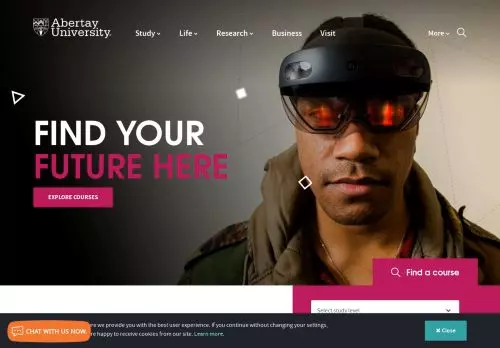 Abertay
University.
Study
Life
Research
Business
Visit
More
FIND YOUR
FUTURE HERE
EXPLORE COURSES
Find a course
Select study level
CHAT WITH US NOW
re we provide you with the best user experience. If you continue without changing your settings,
re happy to receive cookies from our site. Learn more.
× Close